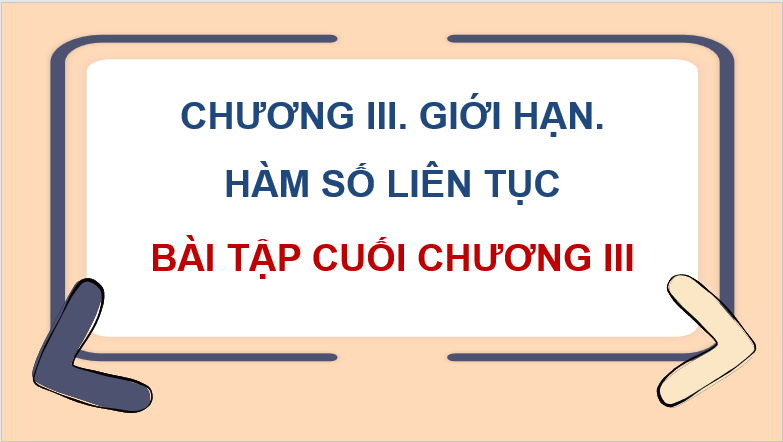 CHƯƠNG III. GIỚI HẠN.
HÀM SỐ LIÊN TỤC
BÀI TẬP CUỐI CHƯƠNG III